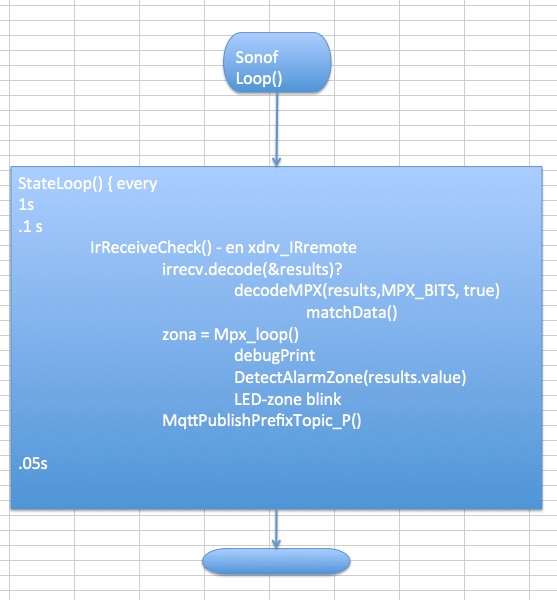 Sonof
Loop()
StateLoop() { every
1s
.1 s
IrReceiveCheck() - en xdrv_IRremote
irrecv.decode(&results)?
decodeMPX(results,MPX_BITS, true)
matchData()
zona = Mpx_loop()
debugPrint
DetectAlarmZone(results.value)
LED-zone blink
MqttPublishPrefixTopic_P()
.05s